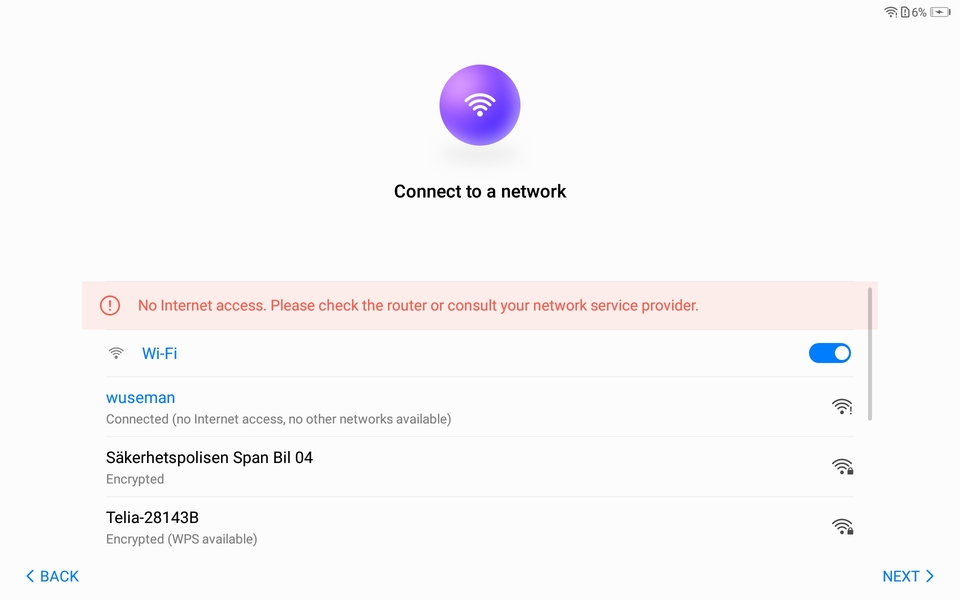 6%
Connect to a network
No Internet access. Please check the router or consult your network service provider.
Wi-Fi
wuseman
Connected (no Internet access, no other networks available)
Säkerhetspolisen Span Bil 04
Encrypted
Telia-28143B
Encrypted (WPS available)
BACK
NEXT